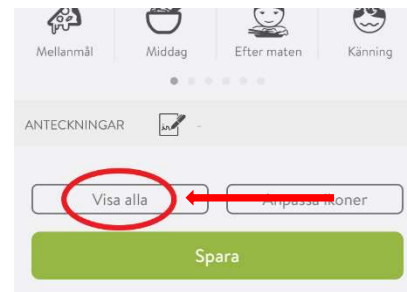 Mellanmål Middag Efter maten Känning
ANTECKNINGAR -
Visa alla Anpassa ikoner
Spara